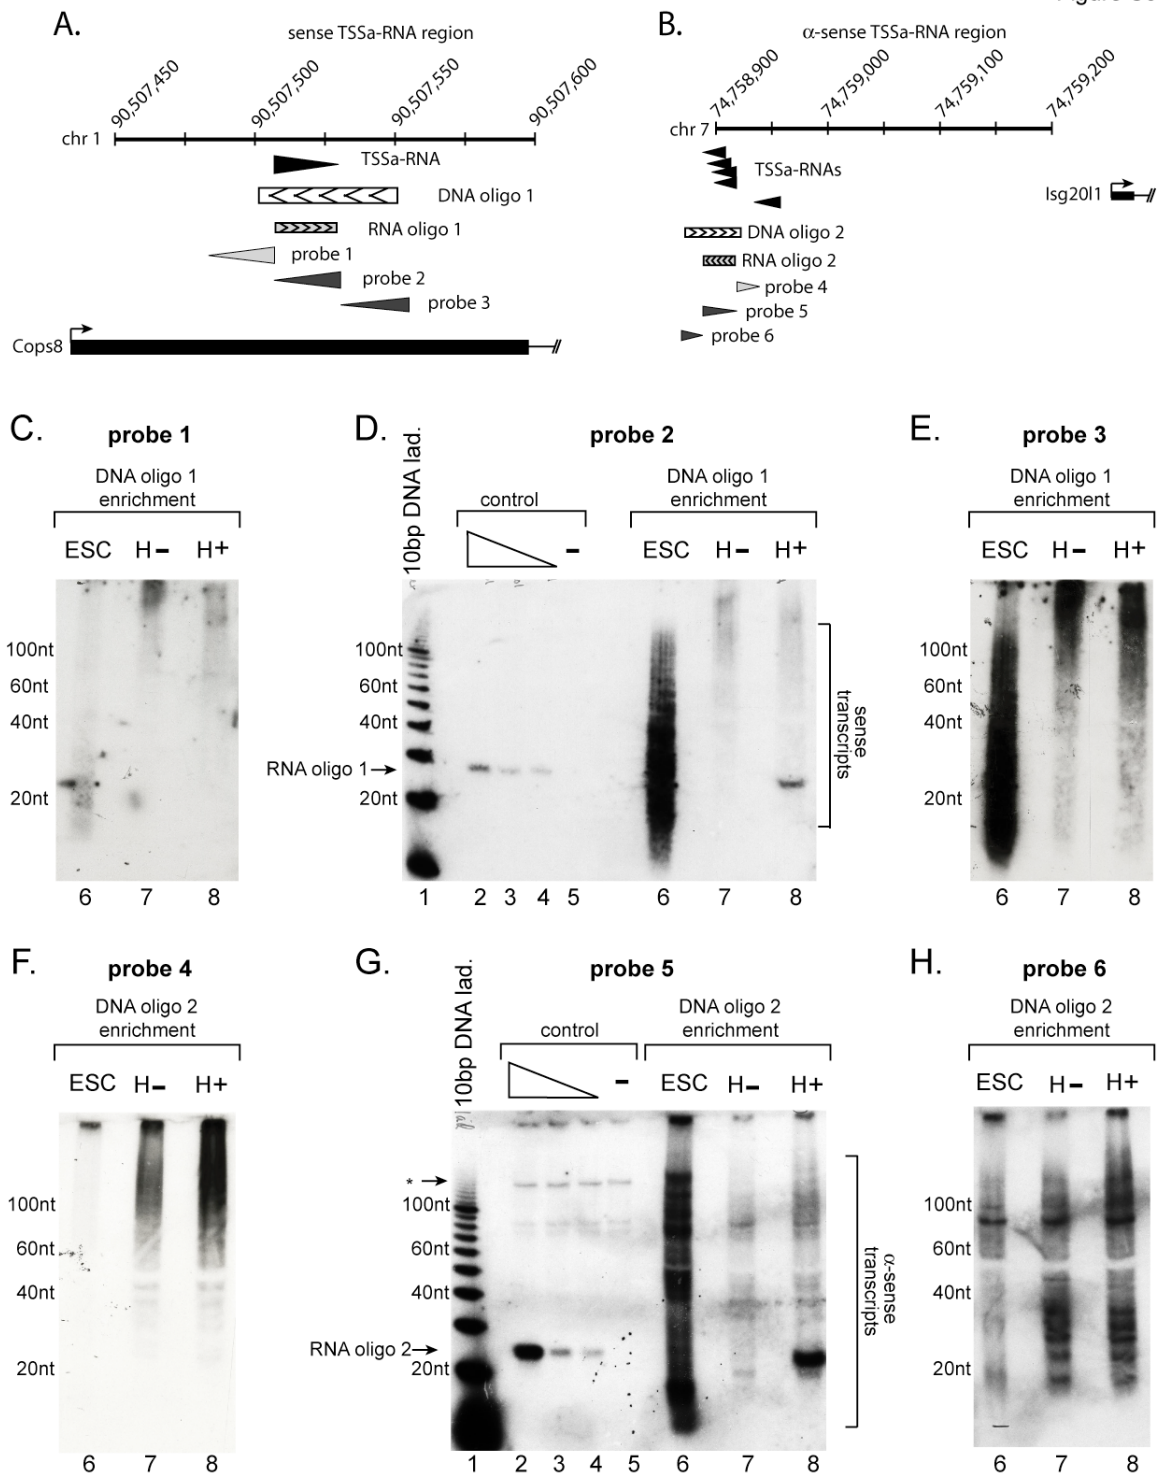 A.
sense TSSa-RNA region
90,507,450
90,507,500
90,507,550
90,507,600
chr 1
TSSa-RNA
DNA oligo 1
RNA oligo 1
probe 1
probe 2
probe 3
Cops8
B.
α-sense TSSa-RNA region
74,758,900
74,759,000
74,759,100
74,759,200
chr 7
TSSa-RNAs
Isg20l1
DNA oligo 2
RNA oligo 2
probe 4
probe 5
probe 6
C.
probe 1
DNA oligo 1
enrichment
ESC H- H+
100nt
60nt
40nt
20nt
6 7 8
D.
probe 2
10bp DNA lad.
control
-
DNA oligo 1
enrichment
ESC H- H+
100nt
60nt
40nt
RNA oligo 1
20nt
sense
transcripts
1 2 3 4 5 6 7 8
E.
probe 3
DNA oligo 1
enrichment
ESC H- H+
100nt
60nt
40nt
20nt
6 7 8
F.
probe 4
DNA oligo 2
enrichment
ESC H- H+
100nt
60nt
40nt
20nt
6 7 8
G.
probe 5
10bp DNA lad.
control
-
DNA oligo 2
enrichment
ESC H- H+
*
100nt
60nt
40nt
RNA oligo 2
20nt
α-sense
transcripts
1 2 3 4 5 6 7 8
H.
probe 6
DNA oligo 2
enrichment
ESC H- H+
100nt
60nt
40nt
20nt
6 7 8